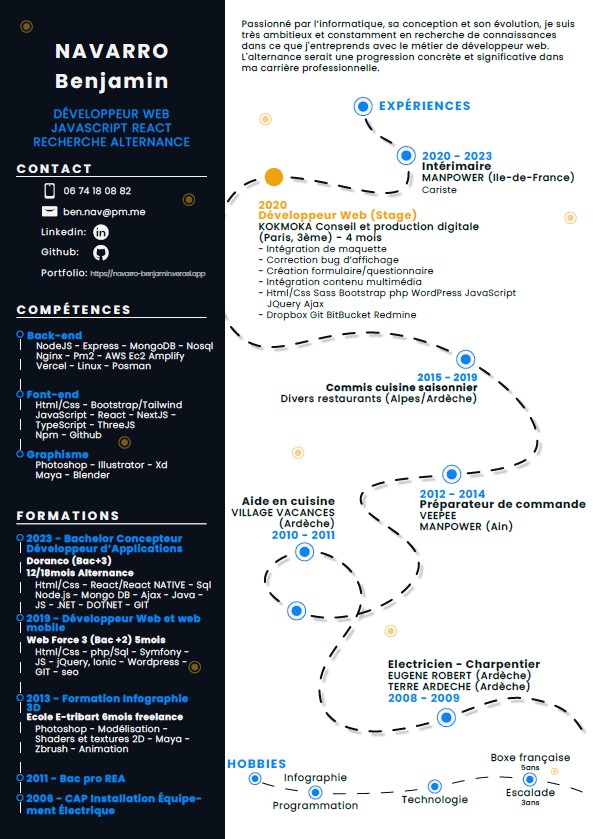 NAVARRO
Benjamin
DÉVELOPPEUR WEB
JAVASCRIPT REACT
RECHERCHE ALTERNANCE
CONTACT
06 74 18 08 82
ben.nav@pm.me
Linkedin:
Github:
Portfolio: https://navarro-benjamin.vercel.app
COMPÉTENCES
Back-end
NodeJS - Express - MongoDB - Nosql
Nginx - Pm2 - AWS Ec2 Amplify
Vercel - Linux - Posman
Font-end
Html/Css - Bootstrap/Tailwind
JavaScript - React - NextJS -
TypeScript - ThreeJS
Npm - Github
Graphisme
Photoshop - Illustrator - Xd
Maya - Blender
FORMATIONS
2023 - Bachelor Concepteur
Développeur d'Applications
Doranco (Bac+3)
12/18mois Alternance
Html/Css - React/React NATIVE - Sql
Node.js - Mongo DB - Ajax - Java -
JS - .NET - DOTNET - GIT
2019 - Développeur Web et web
mobile
Web Force 3 (Bac +2) 5mois
Html/Css - php/Sql - Symfony -
JS - jQuery, Ionic - Wordpress -
GIT - seo
2013 - Formation Infographie
3D
Ecole E-tribart 6mois freelance
Photoshop - Modélisation -
Shaders et textures 2D - Maya -
Zbrush - Animation
2011 - Bac pro REA
2006 - CAP Installation Équipe-
ment Électrique
Passionné par l'informatique, sa conception et son évolution, je suis
très ambitieux et constamment en recherche de connaissances
dans ce que j'entreprends avec le métier de développeur web.
L'alternance serait une progression concrète et significative dans
ma carrière professionnelle.
EXPÉRIENCES
2020 - 2023
Intérimaire
MANPOWER (Ile-de-France)
Cariste
2020
Développeur Web (Stage)
KOKMOKA Conseil et production digitale
(Paris, 3ème) - 4 mois
- Intégration de maquette
- Correction bug d'affichage
- Création formulaire/questionnaire
- Intégration contenu multimédia
- Html/Css Sass Bootstrap php WordPress JavaScript
JQuery Ajax
- Dropbox Git BitBucket Redmine
2015 - 2019
Commis cuisine saisonnier
Divers restaurants (Alpes/Ardèche)
2012 - 2014
Préparateur de commande
VEEPEE
MANPOWER (Ain)
Aide en cuisine
VILLAGE VACANCES
(Ardèche)
2010 - 2011
Electricien - Charpentier
EUGENE ROBERT (Ardèche)
TERRE ARDECHE (Ardèche)
2008 - 2009
HOBBIES
Infographie
Programmation
Technologie
Boxe française
5ans
Escalade
3ans